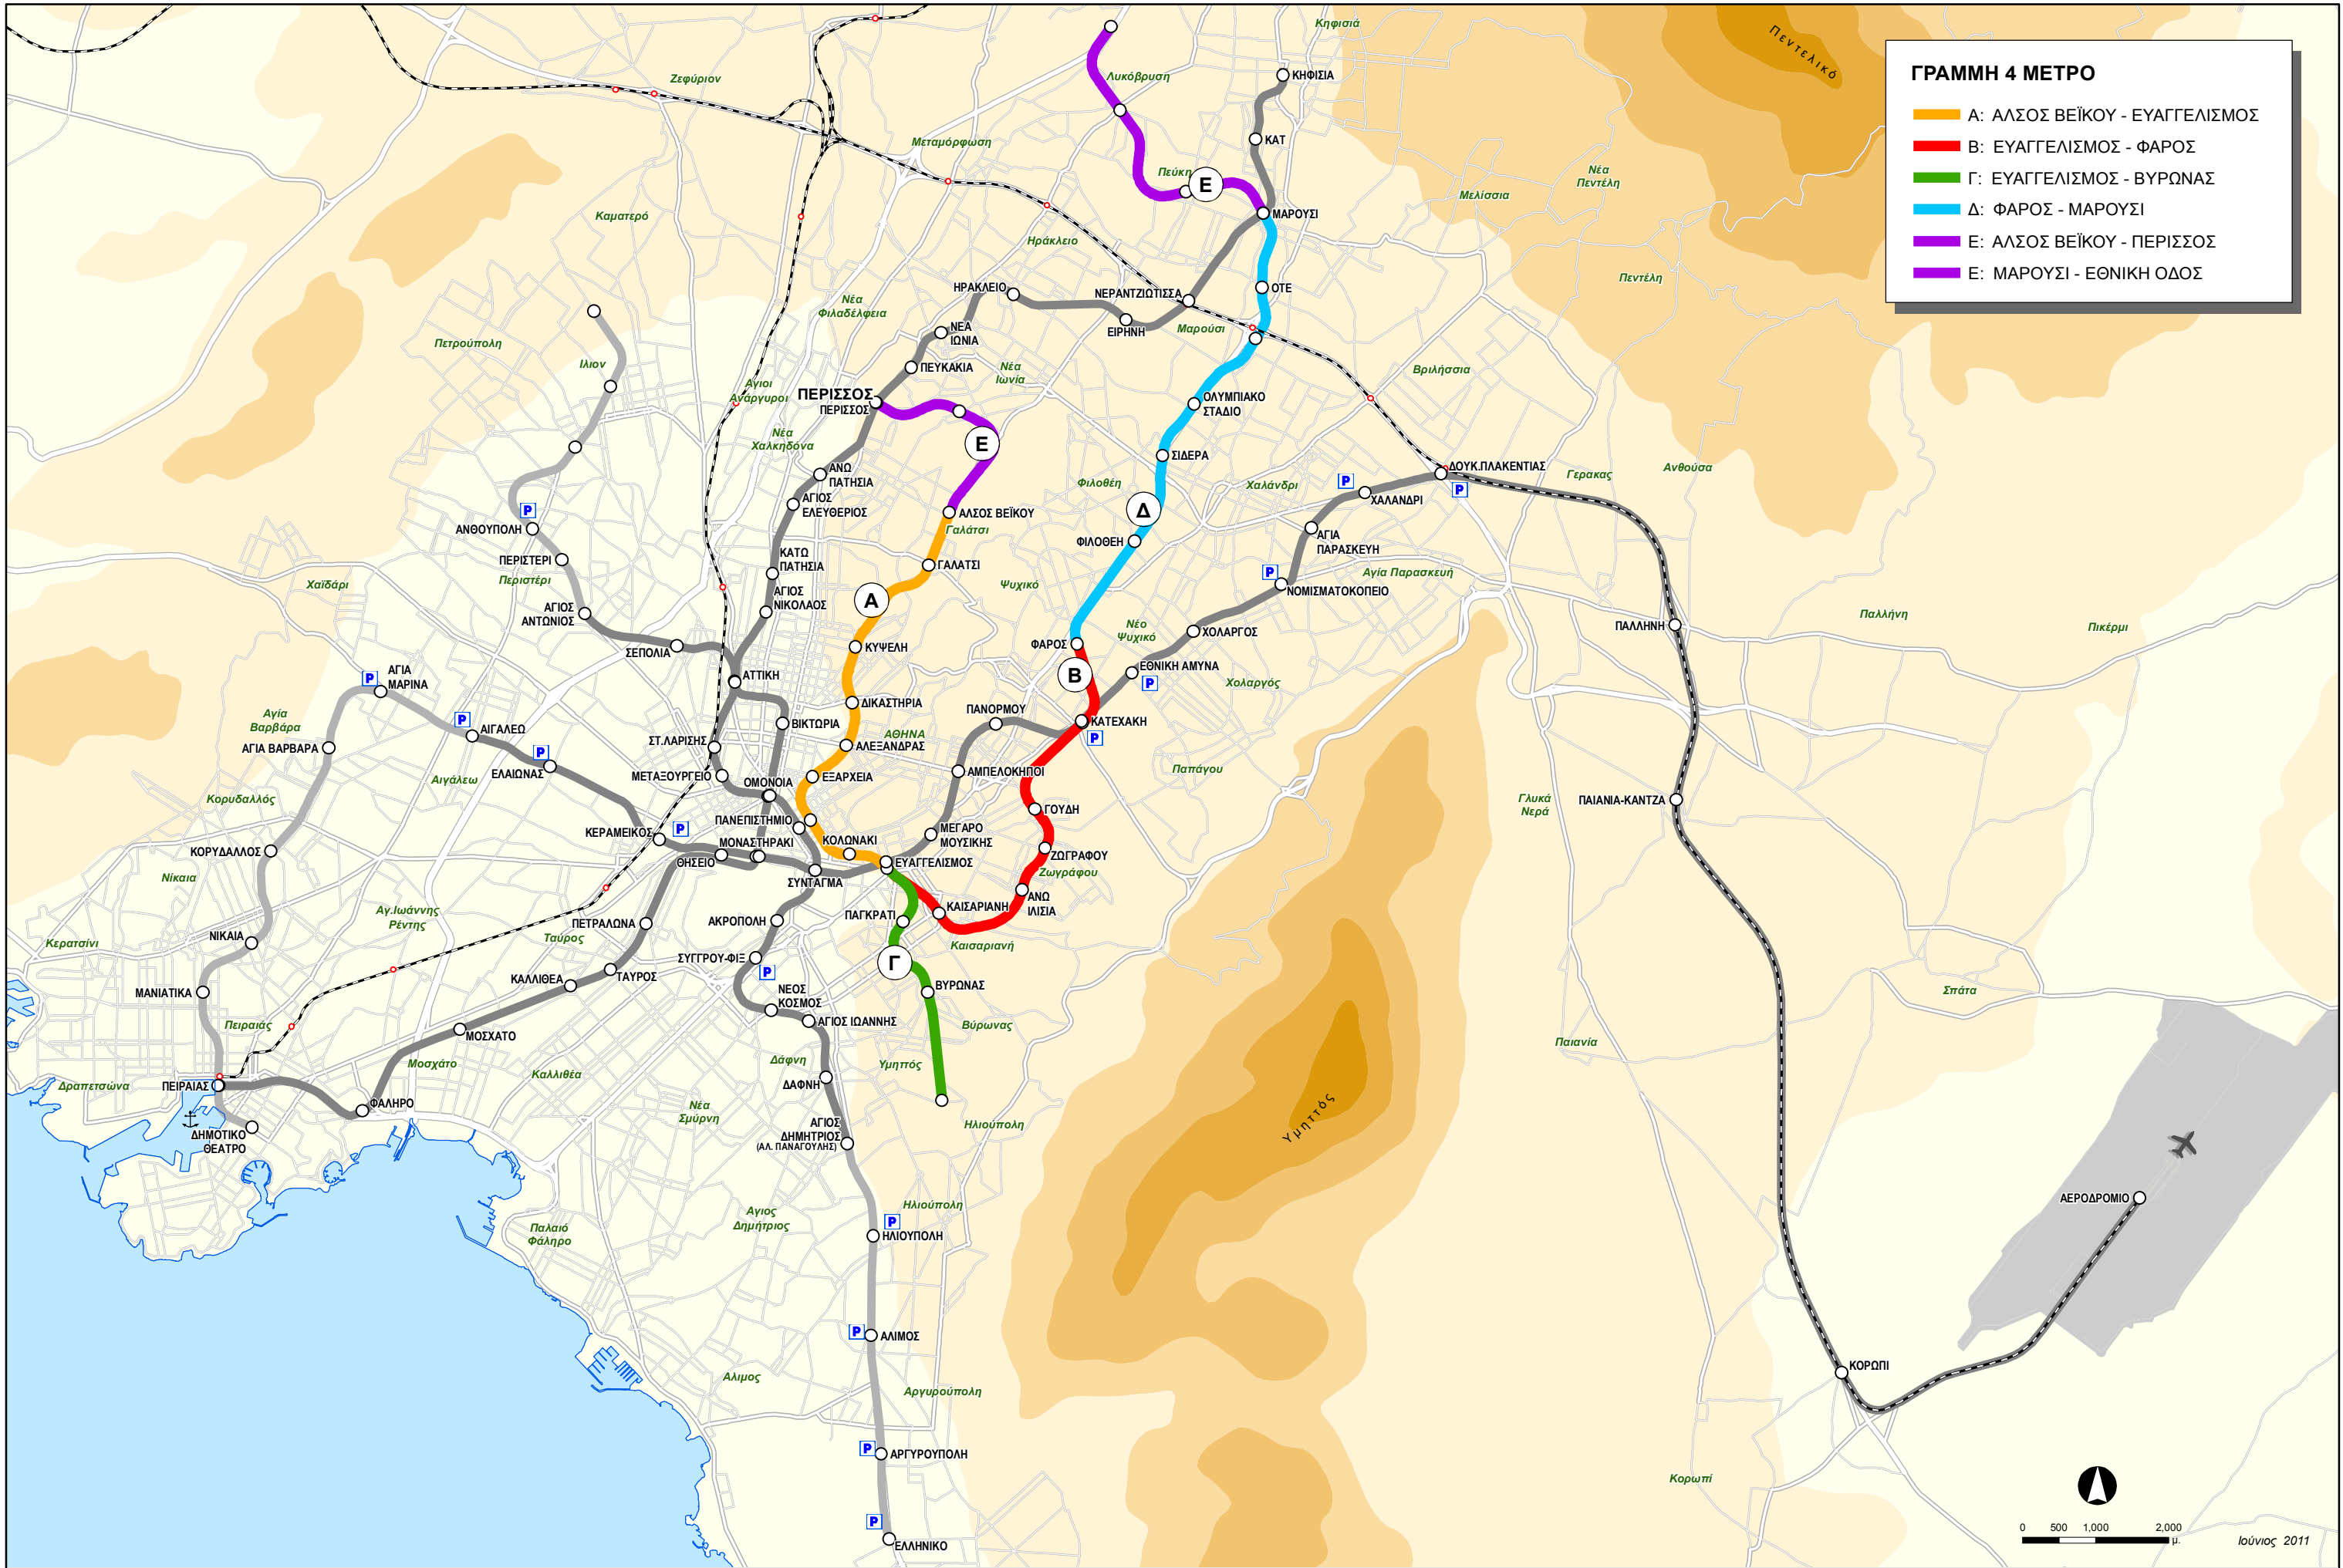 Κηφισιά
Πεντελικό
ΓΡΑΜΜΗ 4 ΜΕΤΡΟ
Α: ΑΛΣΟΣ ΒΕΪΚΟΥ - ΕΥΑΓΓΕΛΙΣΜΟΣ
Β: ΕΥΑΓΓΕΛΙΣΜΟΣ - ΦΑΡΟΣ
Γ: ΕΥΑΓΓΕΛΙΣΜΟΣ - ΒΥΡΩΝΑΣ
Δ: ΦΑΡΟΣ - ΜΑΡΟΥΣΙ
Ε: ΑΛΣΟΣ ΒΕΪΚΟΥ - ΠΕΡΙΣΣΟΣ
Ε: ΜΑΡΟΥΣΙ - ΕΘΝΙΚΗ ΟΔΟΣ
Ζεφύριον
Λυκόβρυση
ΚΗΦΙΣΙΑ
Μεταμόρφωση
ΚΑΤ
Πεύκη
Ε
Νέα
Πεντέλη
Μελίσσια
Καματερό
ΜΑΡΟΥΣΙ
Ηράκλειο
Πεντέλη
ΗΡΑΚΛΕΙΟ
ΝΕΡΑΝΤΖΙΩΤΙΣΣΑ
ΟΤΕ
Νέα
Φιλαδέλφεια
ΕΙΡΗΝΗ
Μαρούσι
ΝΕΑ
ΙΩΝΙΑ
Πετρούπολη
Ιλιον
ΠΕΥΚΑΚΙΑ
Νέα
Ιωνία
Βριλήσσια
Αγιοι
Ανάργυροι
ΠΕΡΙΣΣΟΣ
ΠΕΡΙΣΣΟΣ
ΟΛΥΜΠΙΑΚΟ
ΣΤΑΔΙΟ
Νέα
Χαλκηδόνα
Ε
ΣΙΔΕΡΑ
ΑΝΩ
ΠΑΤΗΣΙΑ
ΔΟΥΚ.ΠΛΑΚΕΝΤΙΑΣ
Γερακας
Ανθούσα
Φιλοθέη
Χαλάνδρι
P
P
ΧΑΛΑΝΔΡΙ
ΑΓΙΟΣ
ΕΛΕΥΘΕΡΙΟΣ
P
ΑΝΘΟΥΠΟΛΗ
ΑΛΣΟΣ ΒΕΪΚΟΥ
Γαλάτσι
Δ
ΦΙΛΟΘΕΗ
ΑΓΙΑ
ΠΑΡΑΣΚΕΥΗ
ΠΕΡΙΣΤΕΡΙ
Περιστέρι
ΚΑΤΩ
ΠΑΤΗΣΙΑ
ΓΑΛΑΤΣΙ
Χαϊδάρι
Ψυχικό
P
Αγία Παρασκευή
ΝΟΜΙΣΜΑΤΟΚΟΠΕΙΟ
ΑΓΙΟΣ
ΑΝΤΩΝΙΟΣ
ΑΓΙΟΣ
ΝΙΚΟΛΑΟΣ
Α
Παλλήνη
ΠΑΛΛΗΝΗ
Πικέρμι
Νέο
Ψυχικό
ΧΟΛΑΡΓΟΣ
ΣΕΠΟΛΙΑ
ΚΥΨΕΛΗ
ΦΑΡΟΣ
Β
ΕΘΝΙΚΗ ΑΜΥΝΑ
P
Χολαργός
P
ΑΓΙΑ
ΜΑΡΙΝΑ
ΑΤΤΙΚΗ
ΔΙΚΑΣΤΗΡΙΑ
ΠΑΝΟΡΜΟΥ
ΚΑΤΕΧΑΚΗ
P
Αγία
Βαρβάρα
P
ΑΙΓΑΛΕΩ
ΒΙΚΤΩΡΙΑ
ΑΘΗΝΑ
ΑΓΙΑ ΒΑΡΒΑΡΑ
ΣΤ.ΛΑΡΙΣΗΣ
ΑΛΕΞΑΝΔΡΑΣ
P
ΕΛΑΙΩΝΑΣ
Αιγάλεω
ΜΕΤΑΞΟΥΡΓΕΙΟ
ΟΜΟΝΟΙΑ
ΕΞΑΡΧΕΙΑ
ΑΜΠΕΛΟΚΗΠΟΙ
Παπάγου
Κορυδαλλός
ΓΟΥΔΗ
Γλυκά
Νερά
ΠΑΙΑΝΙΑ-ΚΑΝΤΖΑ
ΚΕΡΑΜΕΙΚΟΣ
P
ΠΑΝΕΠΙΣΤΗΜΙΟ
ΜΟΝΑΣΤΗΡΑΚΙ
ΚΟΛΩΝΑΚΙ
ΜΕΓΑΡΟ
ΜΟΥΣΙΚΗΣ
ΚΟΡΥΔΑΛΛΟΣ
ΘΗΣΕΙΟ
ΕΥΑΓΓΕΛΙΣΜΟΣ
ΖΩΓΡΑΦΟΥ
Ζωγράφου
Νίκαια
ΣΥΝΤΑΓΜΑ
ΑΝΩ
ΙΛΙΣΙΑ
Αγ.Ιωάννης
Ρέντης
ΠΕΤΡΑΛΩΝΑ
ΑΚΡΟΠΟΛΗ
ΠΑΓΚΡΑΤΙ
ΚΑΙΣΑΡΙΑΝΗ
Καισαριανή
Κερατσίνι
ΝΙΚΑΙΑ
Ταύρος
ΣΥΓΓΡΟΥ-ΦΙΞ
P
Γ
ΤΑΥΡΟΣ
ΚΑΛΛΙΘΕΑ
ΜΑΝΙΑΤΙΚΑ
ΝΕΟΣ
ΚΟΣΜΟΣ
ΒΥΡΩΝΑΣ
Σπάτα
Πειραιάς
ΜΟΣΧΑΤΟ
ΑΓΙΟΣ ΙΩΑΝΝΗΣ
Βύρωνας
Παιανία
Μοσχάτο
Καλλιθέα
Δάφνη
Υμηττός
Δραπετσώνα
ΠΕΙΡΑΙΑΣ
ΔΑΦΝΗ
ΦΑΛΗΡΟ
Νέα
Σμύρνη
Υμηττός
ΔΗΜΟΤΙΚΟ
ΘΕΑΤΡΟ
ΑΓΙΟΣ
ΔΗΜΗΤΡΙΟΣ
(ΑΛ. ΠΑΝΑΓΟΥΛΗΣ)
Ηλιούπολη
ΑΕΡΟΔΡΟΜΙΟ
Παλαιό
Φάληρο
Αγιος
Δημήτριος
Ηλιούπολη
P
ΗΛΙΟΥΠΟΛΗ
P
ΑΛΙΜΟΣ
Αλιμος
Αργυρούπολη
ΚΟΡΩΠΙ
P
ΑΡΓΥΡΟΥΠΟΛΗ
Κορωπί
P
ΕΛΛΗΝΙΚΟ
0 500 1,000 2,000
μ.
Ιούνιος 2011